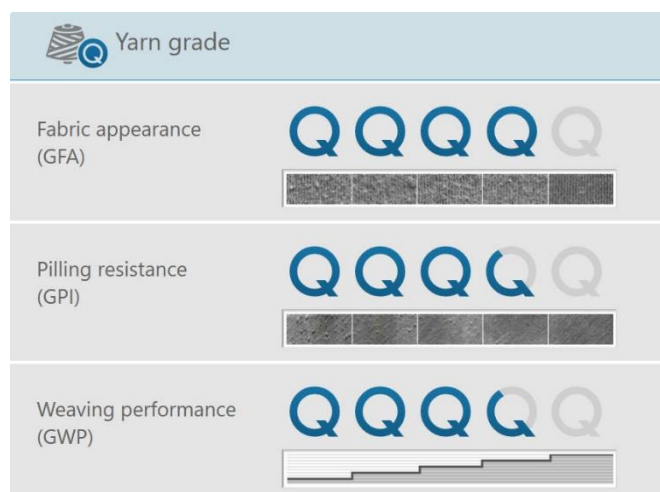 Yarn grade
Fabric appearance
(GFA)
Pilling resistance
(GPI)
Weaving performance
(GWP)